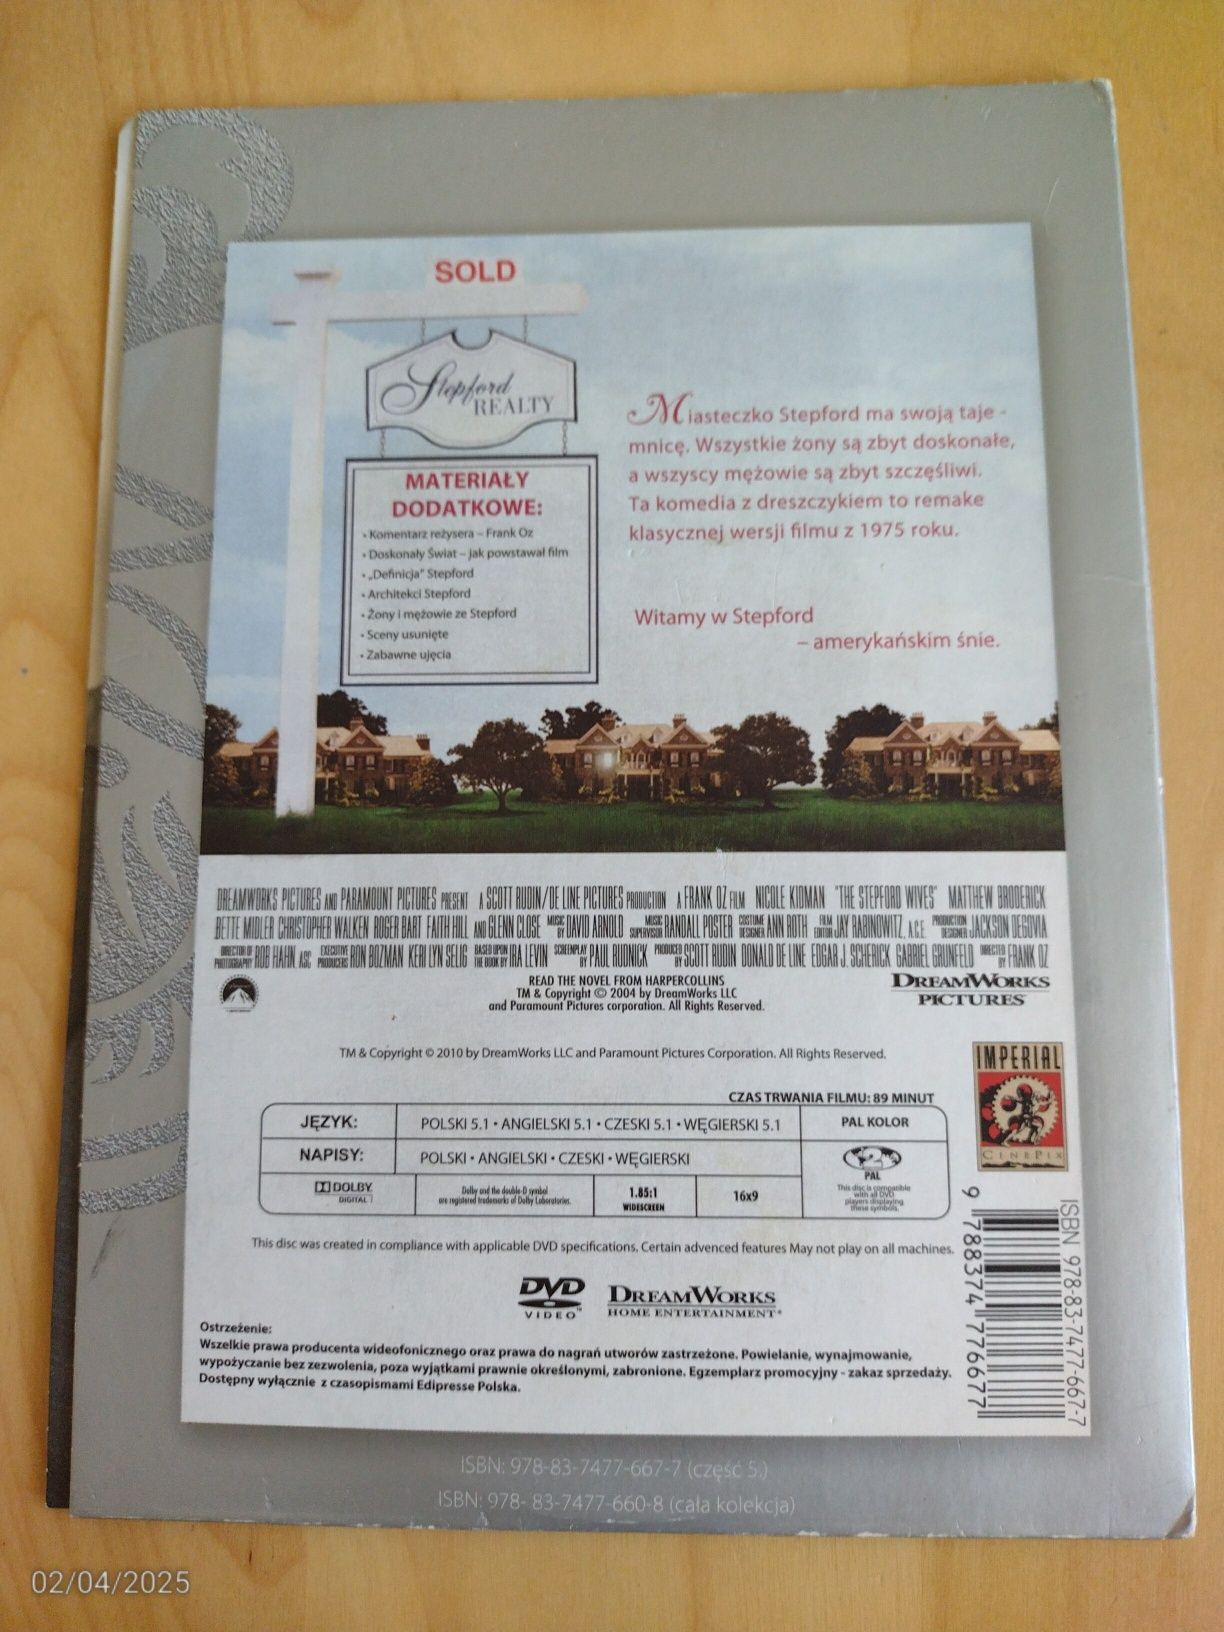 SOLD
Stepford
REALTY
MATERIAŁY
DODATKOWE:
• Komentarz reżysera – Frank Oz
• Doskonały Świat – jak powstawał film
• „Definicja" Stepford
• Architekci Stepford
• Żony i mężowie ze Stepford
• Sceny usunięte
• Zabawne ujęcia
Miasteczko Stepford ma swoją taje -
mnicę. Wszystkie żony są zbyt doskonałe,
a wszyscy mężowie są zbyt szczęśliwi.
Ta komedia z dreszczykiem to remake
klasycznej wersji filmu z 1975 roku.
Witamy w Stepford
– amerykańskim śnie.
DREAMWORKS PICTURES AND PARAMOUNT PICTURES PRESENT A SCOTT RUDIN/DE LINE PICTURES PRODUCTION A FRANK OZ FILM NICOLE KIDMAN "THE STEPFORD WIVES" MATTHEW BRODERICK
BETTE MIDLER CHRISTOPHER WALKEN ROGER BART FAITH HILL AND GLENN CLOSE MUSIC BY DAVID ARNOLD MUSIC SUPERVISOR RANDALL POSTER COSTUME DESIGNER ANN ROTH FILM EDITOR JAY RABINOWITZ, A.C.E. PRODUCTION DESIGNER JACKSON DEGOVIA
DIRECTOR OF PHOTOGRAPHY ROB HAHN, ASC EXECUTIVE PRODUCERS RON BOZMAN KERI LYN SELIG BASED UPON THE BOOK BY IRA LEVIN SCREENPLAY BY PAUL RUDNICK PRODUCED BY SCOTT RUDIN DONALD DE LINE EDGAR J. SCHERICK GABRIEL GRUNFELD DIRECTED BY FRANK OZ
READ THE NOVEL FROM HARPERCOLLINS
TM & Copyright © 2004 by DreamWorks LLC
and Paramount Pictures corporation. All Rights Reserved.
DREAMWORKS
PICTURES
TM & Copyright © 2010 by DreamWorks LLC and Paramount Pictures Corporation. All Rights Reserved.
IMPERIAL
CINEPIX
CZAS TRWANIA FILMU: 89 MINUT
JĘZYK: POLSKI 5.1 • ANGIELSKI 5.1 • CZESKI 5.1 • WĘGIERSKI 5.1 PAL KOLOR
NAPISY: POLSKI • ANGIELSKI • CZESKI • WĘGIERSKI
2
PAL
This disc is compatible
with all DVD
players displaying
these symbols.
DOLBY
DIGITAL
Dolby and the double-D symbol
are registered trademarks of Dolby Laboratories.
1.85:1
WIDESCREEN
16x9
This disc was created in compliance with applicable DVD specifications. Certain advenced features May not play on all machines.
DVD
VIDEO™
DREAMWORKS
HOME ENTERTAINMENT
Ostrzeżenie:
Wszelkie prawa producenta wideofonicznego oraz prawa do nagrań utworów zastrzeżone. Powielanie, wynajmowanie,
wypożyczanie bez zezwolenia, poza wyjątkami prawnie określonymi, zabronione. Egzemplarz promocyjny - zakaz sprzedaży.
Dostępny wyłącznie z czasopismami Edipresse Polska.
ISBN 978-83-7477-667-7
9 788374 776677
ISBN: 978-83-7477-667-7 (część 5.)
ISBN: 978- 83-7477-660-8 (cała kolekcja)
02/04/2025